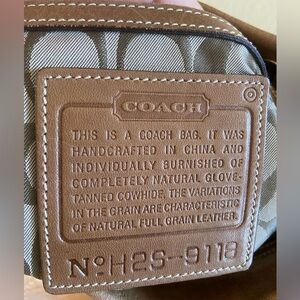 COACH
THIS IS A COACH BAG. IT WAS
HANDCRAFTED IN CHINA AND
INDIVIDUALLY BURNISHED OF
COMPLETELY NATURAL GLOVE-
TANNED COWHIDE. THE VARIATIONS
IN THE GRAIN ARE CHARACTERISTIC
OF NATURAL FULL GRAIN LEATHER.
Nº H2S-9118